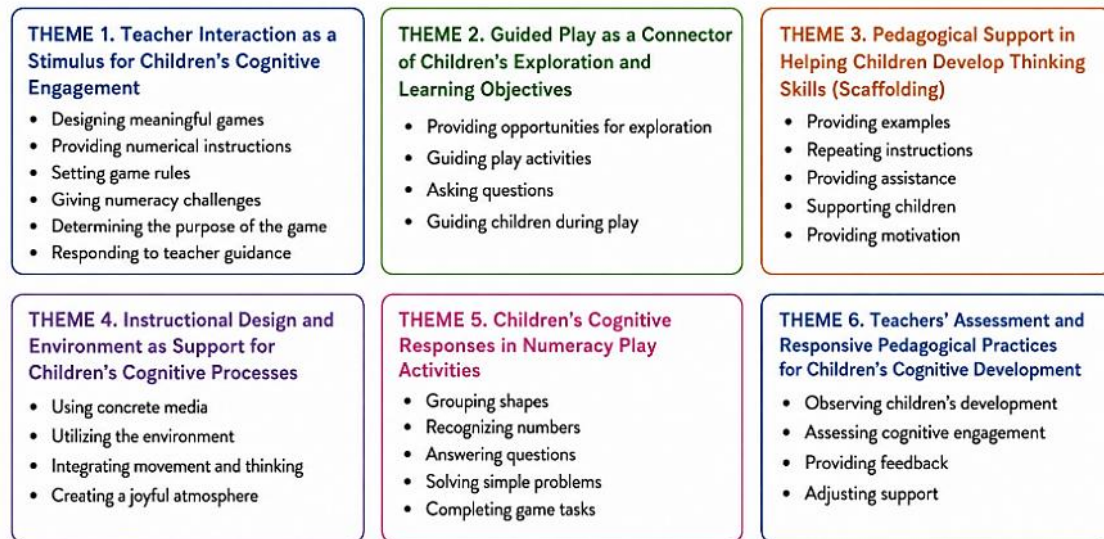 THEME 1. Teacher Interaction as a
Stimulus for Children's Cognitive
Engagement
• Designing meaningful games
• Providing numerical instructions
• Setting game rules
• Giving numeracy challenges
• Determining the purpose of the game
• Responding to teacher guidance
THEME 2. Guided Play as a Connector
of Children's Exploration and
Learning Objectives
• Providing opportunities for exploration
• Guiding play activities
• Asking questions
• Guiding children during play
THEME 3. Pedagogical Support in
Helping Children Develop Thinking
Skills (Scaffolding)
• Providing examples
• Repeating instructions
• Providing assistance
• Supporting children
• Providing motivation
THEME 4. Instructional Design and
Environment as Support for
Children's Cognitive Processes
• Using concrete media
• Utilizing the environment
• Integrating movement and thinking
• Creating a joyful atmosphere
THEME 5. Children's Cognitive
Responses in Numeracy Play
Activities
• Grouping shapes
• Recognizing numbers
• Answering questions
• Solving simple problems
• Completing game tasks
THEME 6. Teachers' Assessment and
Responsive Pedagogical Practices
for Children's Cognitive Development
• Observing children's development
• Assessing cognitive engagement
• Providing feedback
• Adjusting support